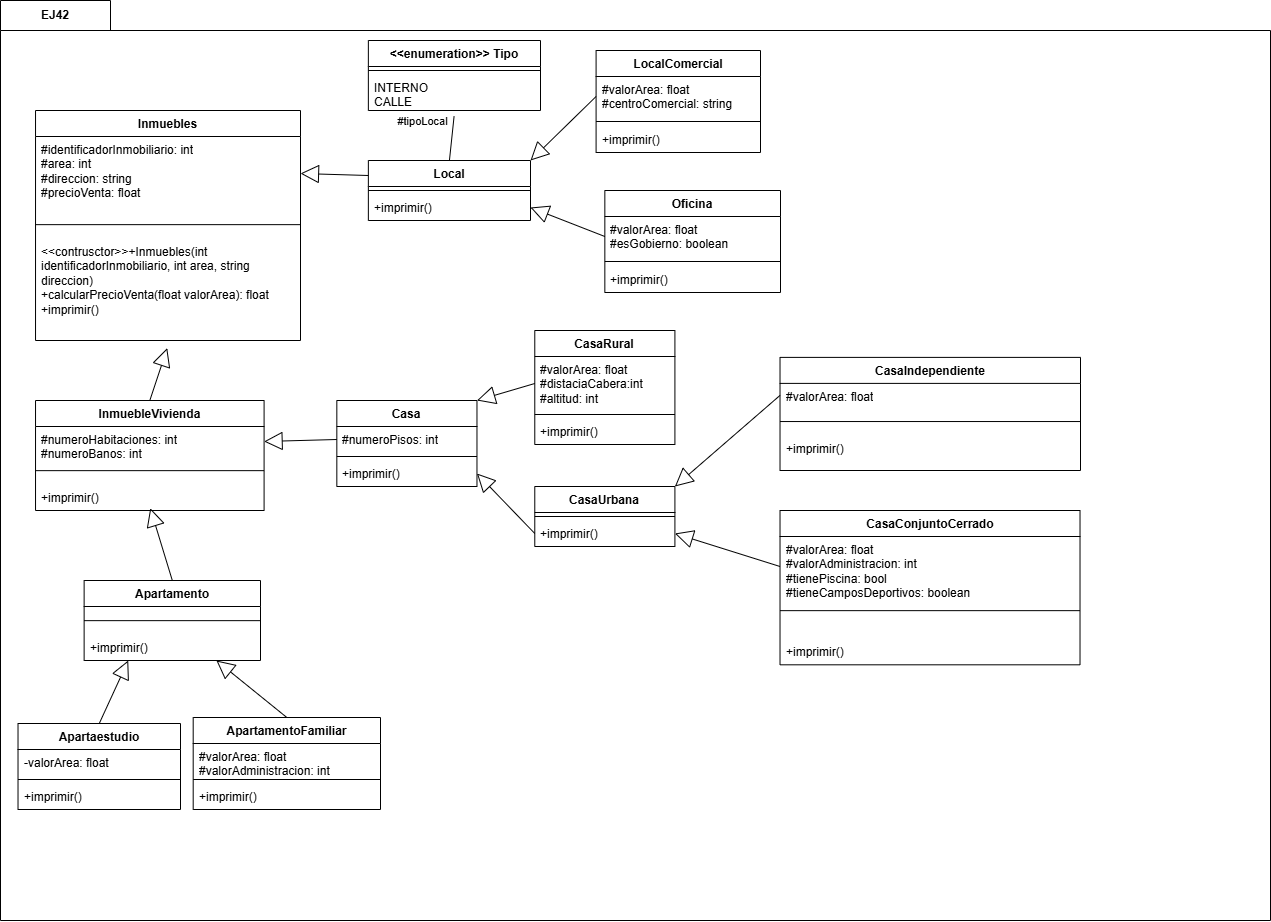 EJ42
<<enumeration>> Tipo
INTERNO
CALLE
#tipoLocal
LocalComercial
#valorArea: float
#centroComercial: string
+imprimir()
Inmuebles
#identificadorInmobiliario: int
#area: int
#direccion: string
#precioVenta: float
<<contrusctor>>+Inmuebles(int
identificadorInmobiliario, int area, string
direccion)
+calcularPrecioVenta(float valorArea): float
+imprimir()
Local
+imprimir()
Oficina
#valorArea: float
#esGobierno: boolean
+imprimir()
CasaRural
#valorArea: float
#distaciaCabera:int
#altitud: int
+imprimir()
CasaIndependiente
#valorArea: float
+imprimir()
InmuebleVivienda
#numeroHabitaciones: int
#numeroBanos: int
+imprimir()
Casa
#numeroPisos: int
+imprimir()
CasaUrbana
+imprimir()
CasaConjuntoCerrado
#valorArea: float
#valorAdministracion: int
#tienePiscina: bool
#tieneCamposDeportivos: boolean
+imprimir()
Apartamento
+imprimir()
Apartaestudio
-valorArea: float
+imprimir()
ApartamentoFamiliar
#valorArea: float
#valorAdministracion: int
+imprimir()